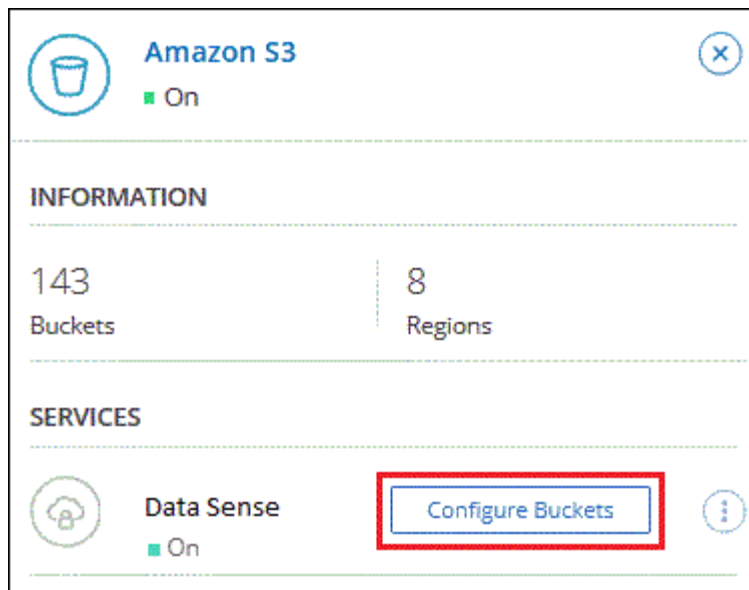 Amazon S3
On
INFORMATION
143
Buckets
8
Regions
SERVICES
Data Sense
Configure Buckets
On